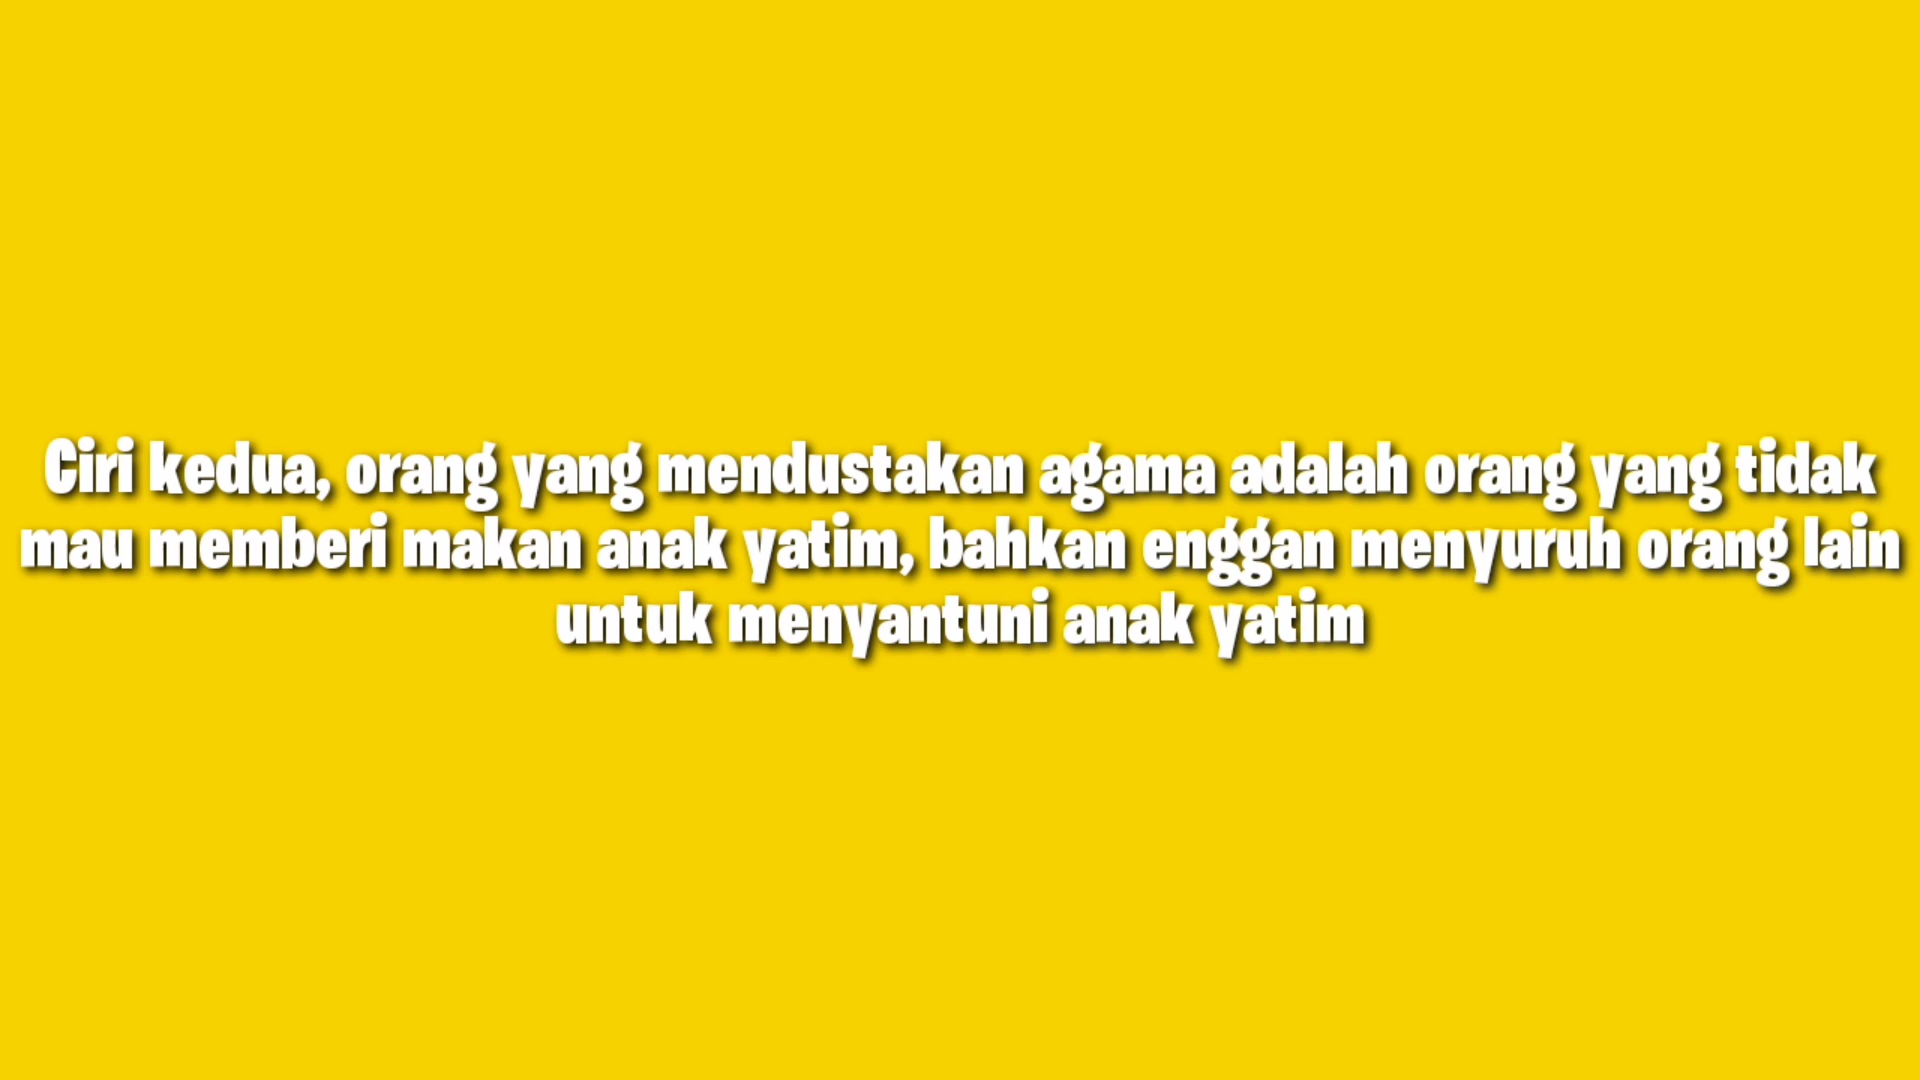 Ciri kedua, orang yang mendustakan agama adalah orang yang tidak
mau memberi makan anak yatim, bahkan enggan menyuruh orang lain
untuk menyantuni anak yatim